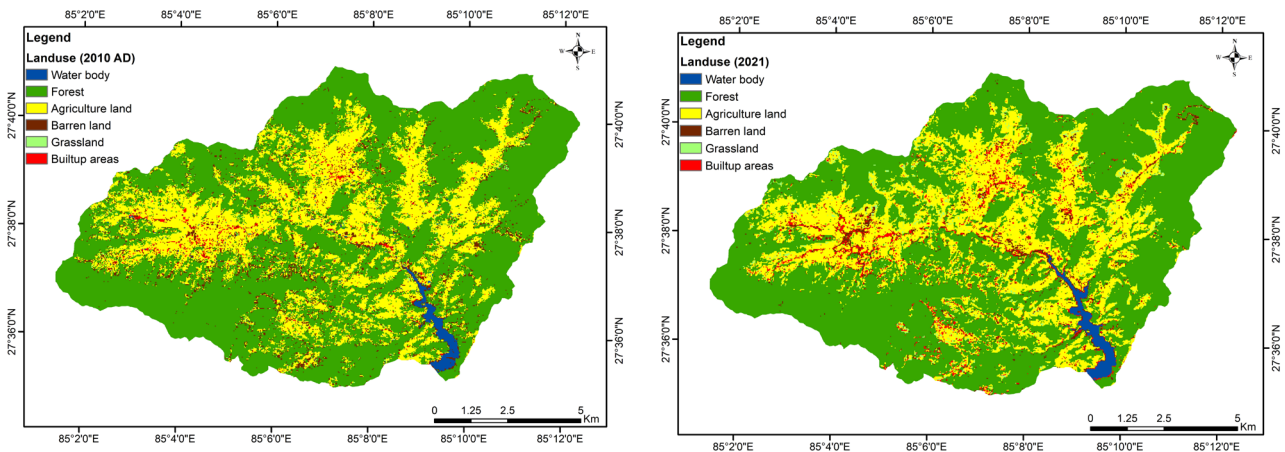 85°2'0"E 85°4'0"E 85°6'0"E 85°8'0"E 85°10'0"E 85°12'0"E
Legend
Landuse (2010 AD)
Water body
Forest
Agriculture land
Barren land
Grassland
Builtup areas
N
W E
S
27°40'0"N
27°38'0"N
27°36'0"N
27°40'0"N
27°38'0"N
27°36'0"N
0 1.25 2.5 5
Km
85°2'0"E 85°4'0"E 85°6'0"E 85°8'0"E 85°10'0"E 85°12'0"E
85°2'0"E 85°4'0"E 85°6'0"E 85°8'0"E 85°10'0"E 85°12'0"E
Legend
Landuse (2021)
Water body
Forest
Agriculture land
Barren land
Grassland
Builtup areas
N
W E
S
27°40'0"N
27°38'0"N
27°36'0"N
27°40'0"N
27°38'0"N
27°36'0"N
0 1.25 2.5 5
Km
85°2'0"E 85°4'0"E 85°6'0"E 85°8'0"E 85°10'0"E 85°12'0"E